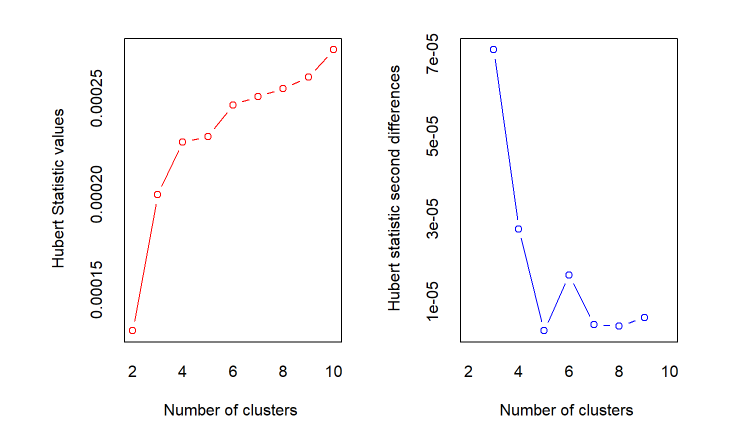 Hubert Statistic values
0.00025
0.00020
0.00015
2 4 6 8 10
Number of clusters
Hubert statistic second differences
7e-05
5e-05
3e-05
1e-05
2 4 6 8 10
Number of clusters